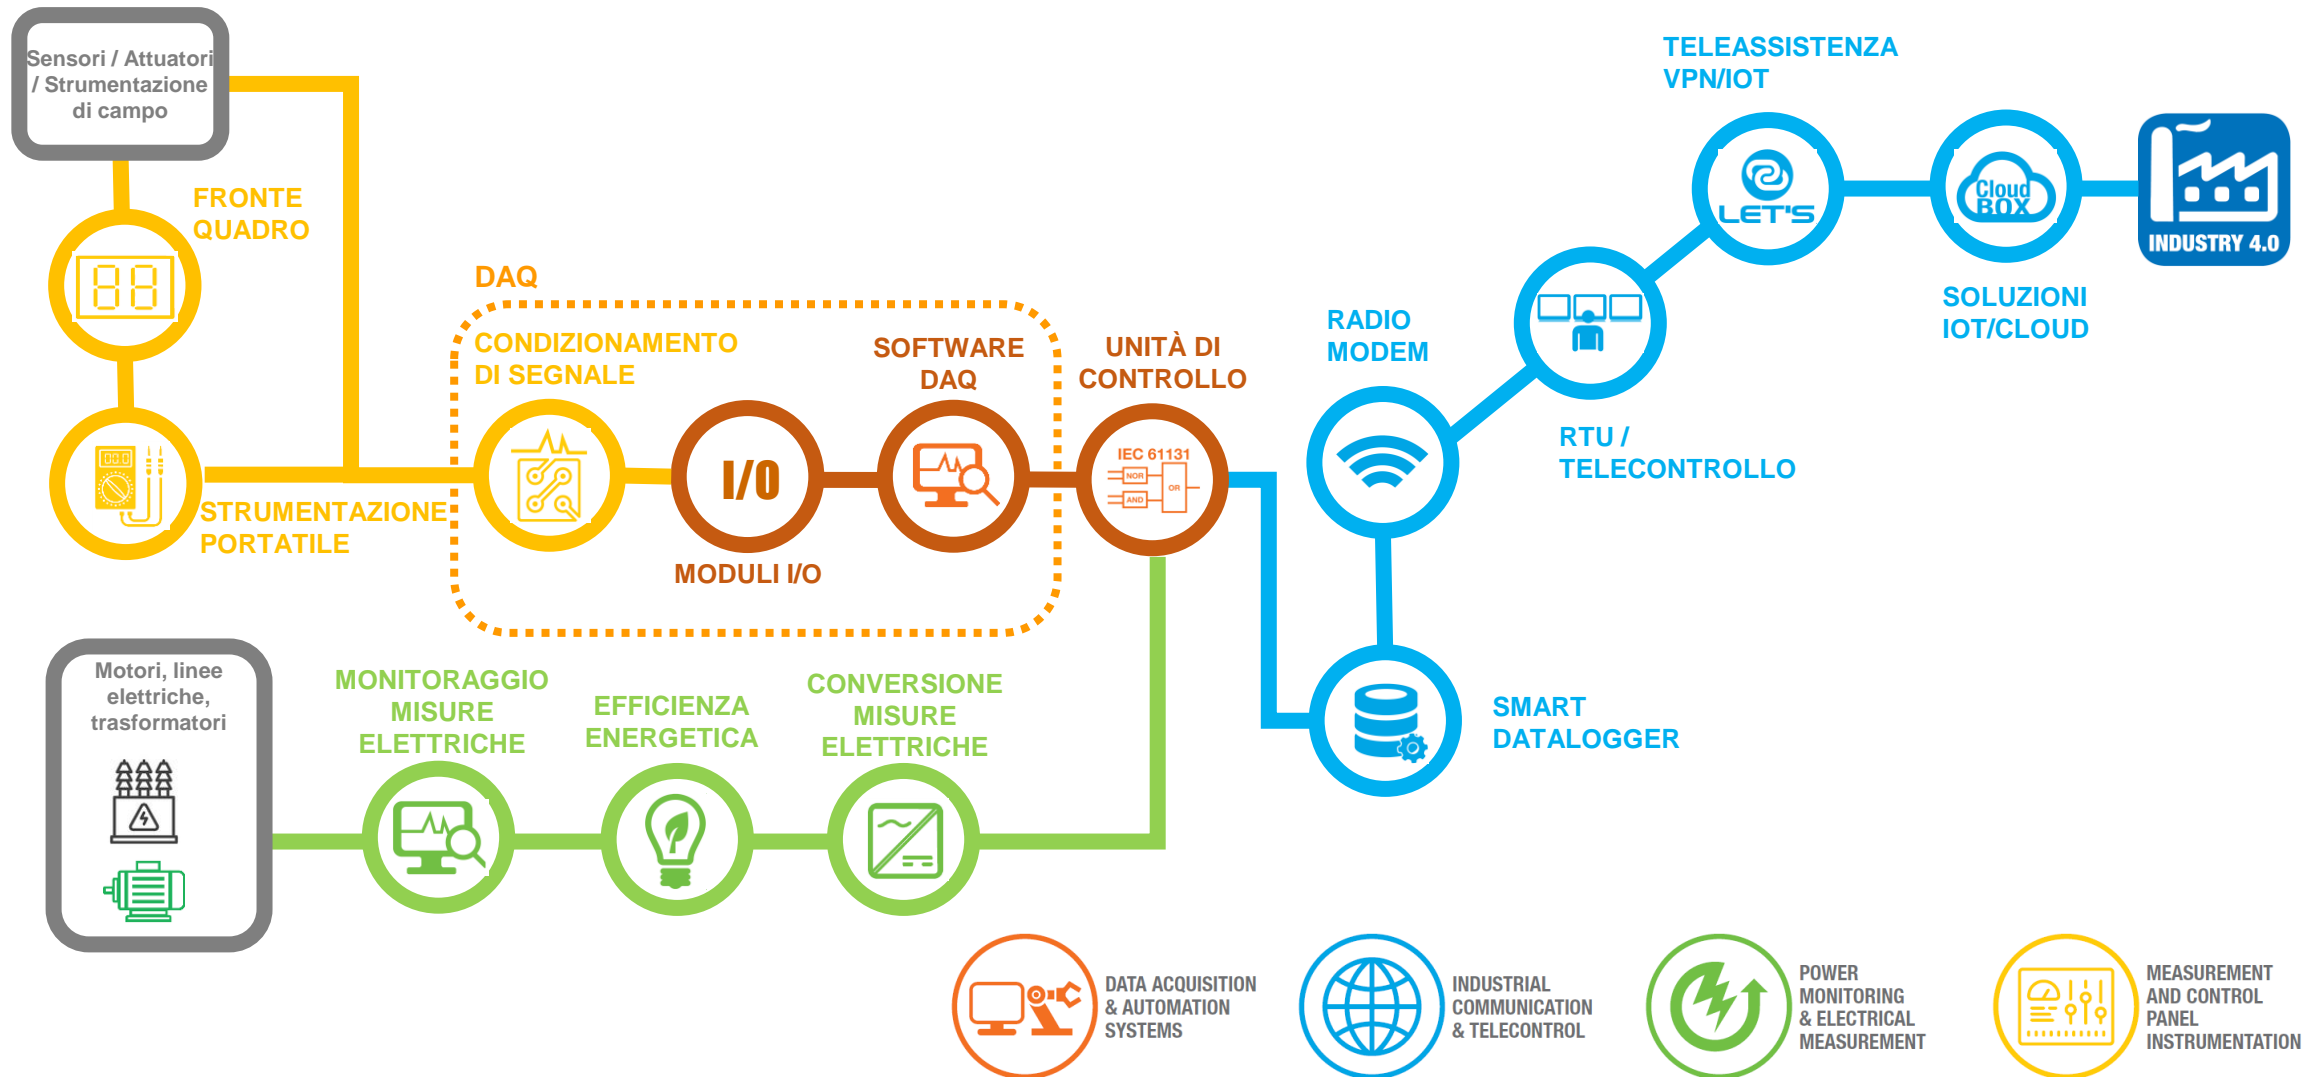 Sensori / Attuatori
/ Strumentazione
di campo
FRONTE
QUADRO
STRUMENTAZIONE
PORTATILE
00.0
DAQ
CONDIZIONAMENTO
DI SEGNALE
I/O
MODULI I/O
SOFTWARE
DAQ
UNITÀ DI
CONTROLLO
IEC 61131
NOR
OR
AND
RADIO
MODEM
RTU /
TELECONTROLLO
TELEASSISTENZA
VPN/IOT
LET'S
Cloud
BOX
SOLUZIONI
IOT/CLOUD
INDUSTRY 4.0
SMART
DATALOGGER
Motori, linee
elettriche,
trasformatori
MONITORAGGIO
MISURE
ELETTRICHE
EFFICIENZA
ENERGETICA
CONVERSIONE
MISURE
ELETTRICHE
DATA ACQUISITION
& AUTOMATION
SYSTEMS
INDUSTRIAL
COMMUNICATION
& TELECONTROL
POWER
MONITORING
& ELECTRICAL
MEASUREMENT
MEASUREMENT
AND CONTROL
PANEL
INSTRUMENTATION